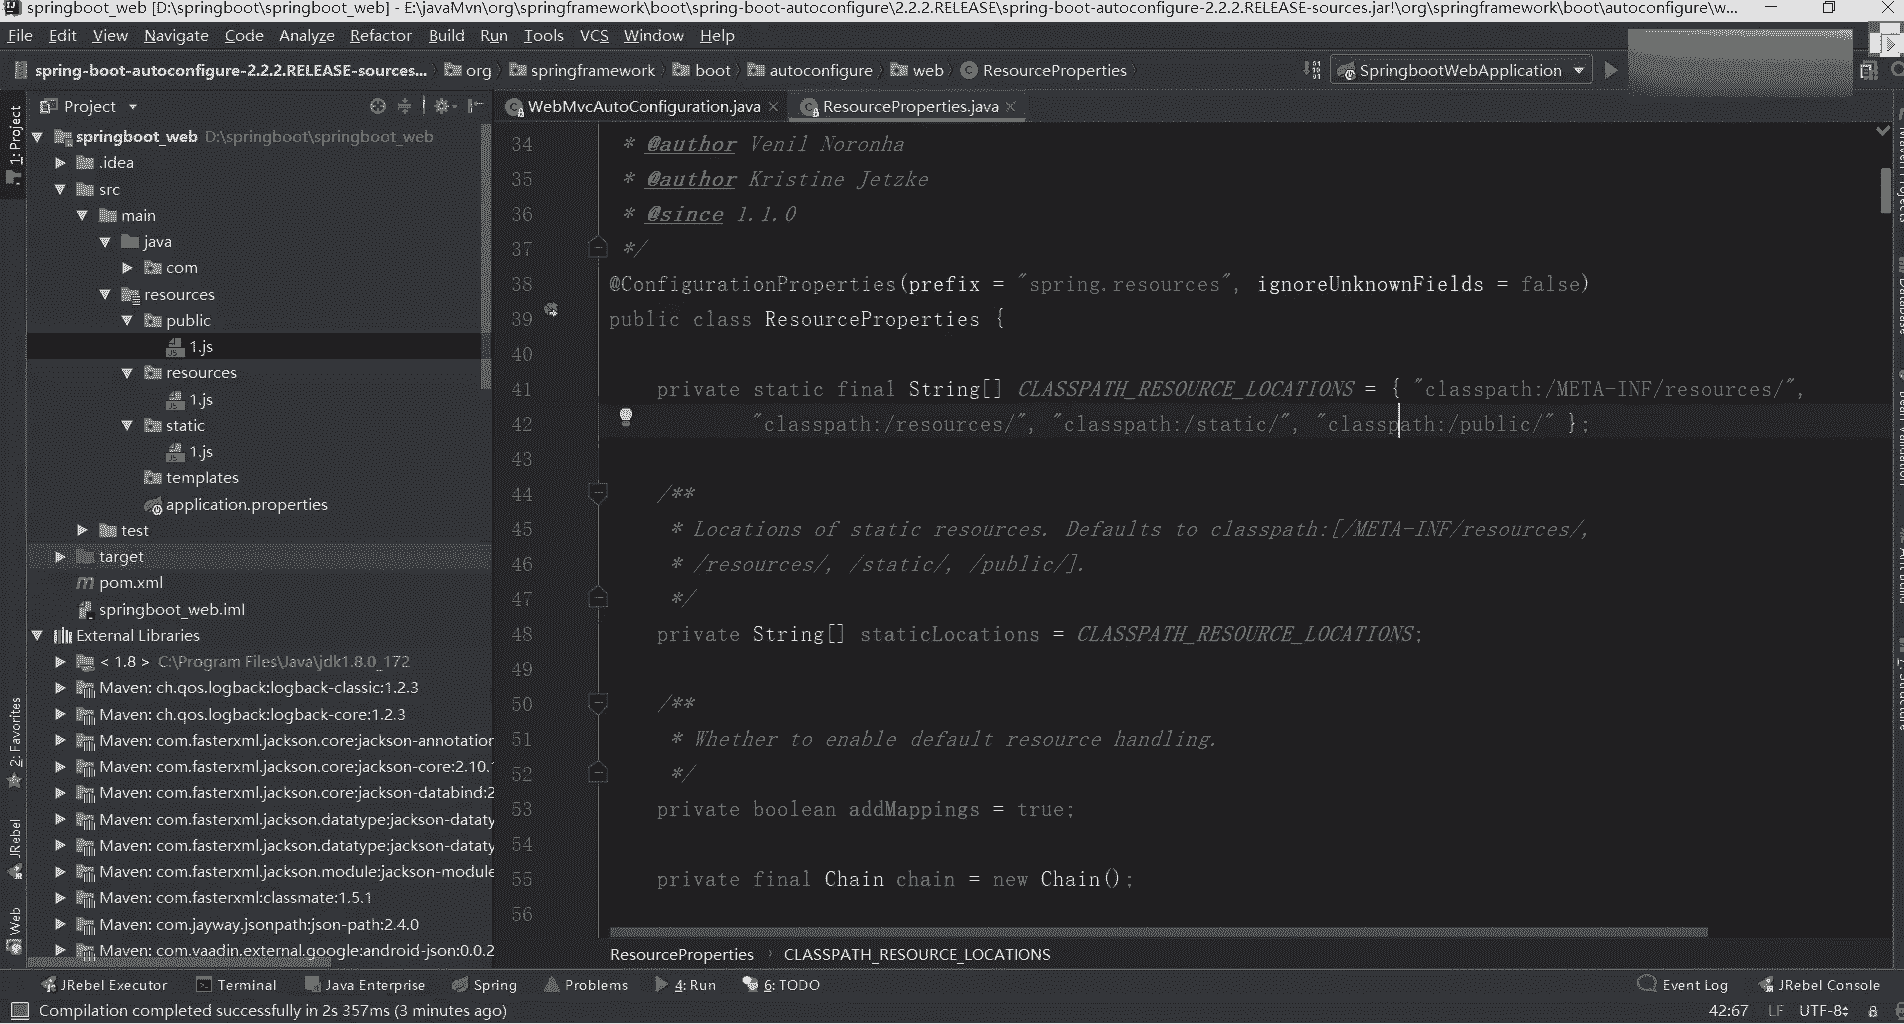 springboot_web [D:\springboot\springboot_web] - E:\javaMvn\org\springframework\boot\spring-boot-autoconfigure\2.2.2.RELEASE\spring-boot-autoconfigure-2.2.2.RELEASE-sources.jar!\org\springframework\boot\autoconfigure\w...
File Edit View Navigate Code Analyze Refactor Build Run Tools VCS Window Help
spring-boot-autoconfigure-2.2.2.RELEASE-sources... org springframework boot autoconfigure web ResourceProperties SpringbootWebApplication
Project
WebMvcAutoConfiguration.java ResourceProperties.java
1: Project
2: Favorites
JRebel
Web
springboot_web D:\springboot\springboot_web
.idea
src
main
java
com
resources
public
1.js
resources
1.js
static
1.js
templates
application.properties
test
target
pom.xml
springboot_web.iml
External Libraries
< 1.8 > C:\Program Files\Java\jdk1.8.0_172
Maven: ch.qos.logback:logback-classic:1.2.3
Maven: ch.qos.logback:logback-core:1.2.3
Maven: com.fasterxml.jackson.core:jackson-annotation
Maven: com.fasterxml.jackson.core:jackson-core:2.10.1
Maven: com.fasterxml.jackson.core:jackson-databind:2
Maven: com.fasterxml.jackson.datatype:jackson-dataty
Maven: com.fasterxml.jackson.datatype:jackson-dataty
Maven: com.fasterxml.jackson.module:jackson-module
Maven: com.fasterxml:classmate:1.5.1
Maven: com.jayway.jsonpath:json-path:2.4.0
Maven: com.vaadin.external.google:android-json:0.0.2
34 * @author Venil Noronha
35 * @author Kristine Jetzke
36 * @since 1.1.0
37 */
38 @ConfigurationProperties(prefix = "spring.resources", ignoreUnknownFields = false)
39 public class ResourceProperties {
40
41 private static final String[] CLASSPATH_RESOURCE_LOCATIONS = { "classpath:/META-INF/resources/",
42 "classpath:/resources/", "classpath:/static/", "classpath:/public/" };
43
44 /**
45 * Locations of static resources. Defaults to classpath:[/META-INF/resources/,
46 * /resources/, /static/, /public/].
47 */
48 private String[] staticLocations = CLASSPATH_RESOURCE_LOCATIONS;
49
50 /**
51 * Whether to enable default resource handling.
52 */
53 private boolean addMappings = true;
54
55 private final Chain chain = new Chain();
56
ResourceProperties CLASSPATH_RESOURCE_LOCATIONS
JRebel Executor Terminal Java Enterprise Spring Problems 4: Run 6: TODO Event Log JRebel Console
Compilation completed successfully in 2s 357ms (3 minutes ago) 42:67 LF UTF-8